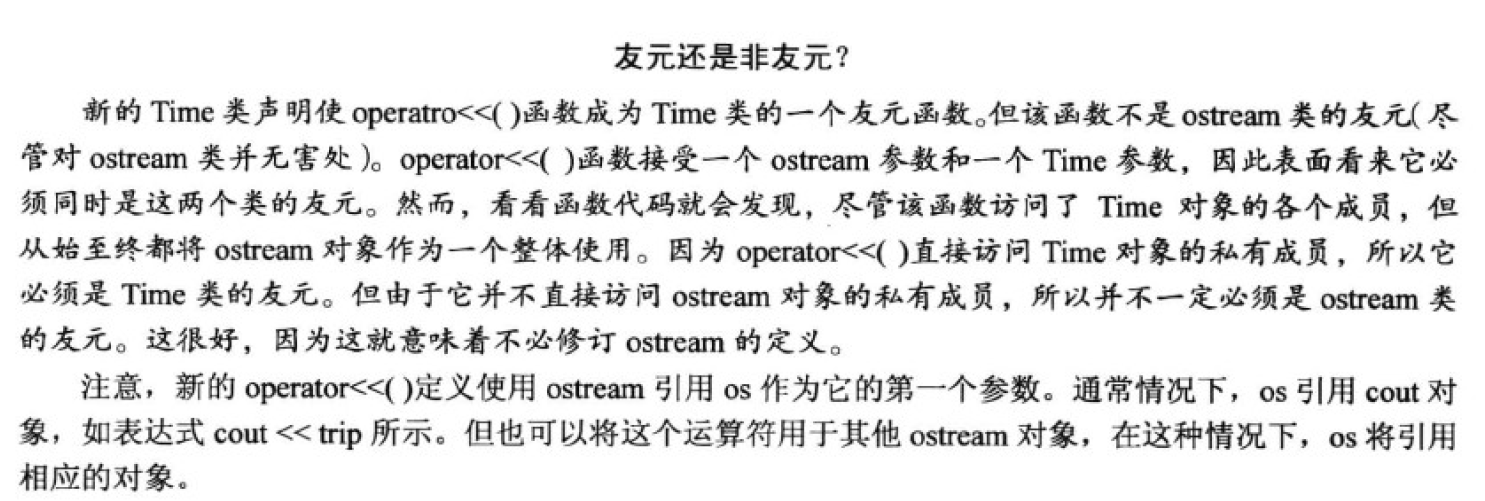 友元还是非友元？
新的 Time 类声明使 operatro<<( )函数成为 Time 类的一个友元函数。但该函数不是 ostream 类的友元（尽
管对 ostream 类并无害处）。operator<<( )函数接受一个 ostream 参数和一个 Time 参数，因此表面看来它必
须同时是这两个类的友元。然而，看看函数代码就会发现，尽管该函数访问了 Time 对象的各个成员，但
从始至终都将 ostream 对象作为一个整体使用。因为 operator<<( )直接访问 Time 对象的私有成员，所以它
必须是 Time 类的友元。但由于它并不直接访问 ostream 对象的私有成员，所以并不一定必须是 ostream 类
的友元。这很好，因为这就意味着不必修订 ostream 的定义。
注意，新的 operator<<( )定义使用 ostream 引用 os 作为它的第一个参数。通常情况下，os 引用 cout 对
象，如表达式 cout << trip 所示。但也可以将这个运算符用于其他 ostream 对象，在这种情况下，os 将引用
相应的对象。